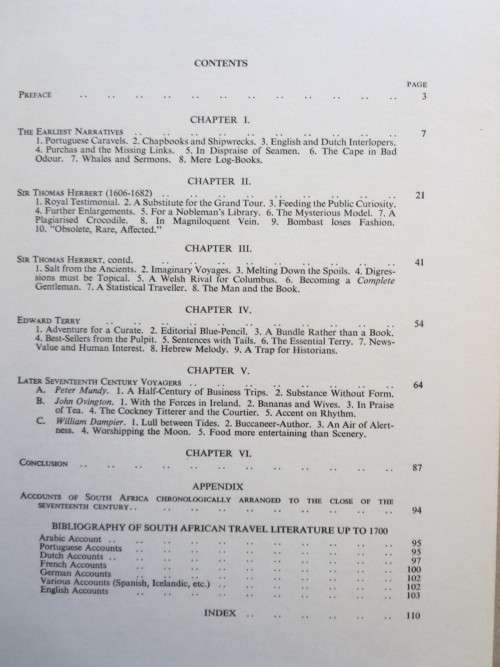 CONTENTS
PAGE
PREFACE .. .. .. .. .. .. .. .. .. .. .. 3
CHAPTER I.
THE EARLIEST NARRATIVES .. .. .. .. .. .. .. .. 7
1. Portuguese Caravels. 2. Chapbooks and Shipwrecks. 3. English and Dutch Interlopers.
4. Purchas and the Missing Links. 5. In Dispraise of Seamen. 6. The Cape in Bad
Odour. 7. Whales and Sermons. 8. Mere Log-Books.
CHAPTER II.
SIR THOMAS HERBERT (1606-1682) .. .. .. .. .. .. .. 21
1. Royal Testimonial. 2. A Substitute for the Grand Tour. 3. Feeding the Public Curiosity.
4. Further Enlargements. 5. For a Nobleman's Library. 6. The Mysterious Model. 7. A
Plagiarised Crocodile. 8. In Magniloquent Vein. 9. Bombast loses Fashion.
10. "Obsolete, Rare, Affected."
CHAPTER III.
SIR THOMAS HERBERT, contd. .. .. .. .. .. .. .. 41
1. Salt from the Ancients. 2. Imaginary Voyages. 3. Melting Down the Spoils. 4. Digres-
sions must be Topical. 5. A Welsh Rival for Columbus. 6. Becoming a Complete
Gentleman. 7. A Statistical Traveller. 8. The Man and the Book.
CHAPTER IV.
EDWARD TERRY .. .. .. .. .. .. .. .. .. 54
1. Adventure for a Curate. 2. Editorial Blue-Pencil. 3. A Bundle Rather than a Book.
4. Best-Sellers from the Pulpit. 5. Sentences with Tails. 6. The Essential Terry. 7. News-
Value and Human Interest. 8. Hebrew Melody. 9. A Trap for Historians.
CHAPTER V.
LATER SEVENTEENTH CENTURY VOYAGERS .. .. .. .. .. .. 64
A. Peter Mundy. 1. A Half-Century of Business Trips. 2. Substance Without Form.
B. John Ovington. 1. With the Forces in Ireland. 2. Bananas and Wives. 3. In Praise
of Tea. 4. The Cockney Titterer and the Courtier. 5. Accent on Rhythm.
C. William Dampier. 1. Lull between Tides. 2. Buccaneer-Author. 3. An Air of Alert-
ness. 4. Worshipping the Moon. 5. Food more entertaining than Scenery.
CHAPTER VI.
CONCLUSION .. .. .. .. .. .. .. .. .. .. 87
APPENDIX
ACCOUNTS OF SOUTH AFRICA CHRONOLOGICALLY ARRANGED TO THE CLOSE OF THE
SEVENTEENTH CENTURY.. .. .. .. .. .. .. .. .. 94
BIBLIOGRAPHY OF SOUTH AFRICAN TRAVEL LITERATURE UP TO 1700
Arabic Account .. .. .. .. .. .. .. .. .. 95
Portuguese Accounts .. .. .. .. .. .. .. .. 95
Dutch Accounts .. .. .. .. .. .. .. .. .. 97
French Accounts .. .. .. .. .. .. .. .. 100
German Accounts .. .. .. .. .. .. .. .. 102
Various Accounts (Spanish, Icelandic, etc.) .. .. .. .. .. .. 102
English Accounts .. .. .. .. .. .. .. .. 103
INDEX .. .. .. .. .. 110